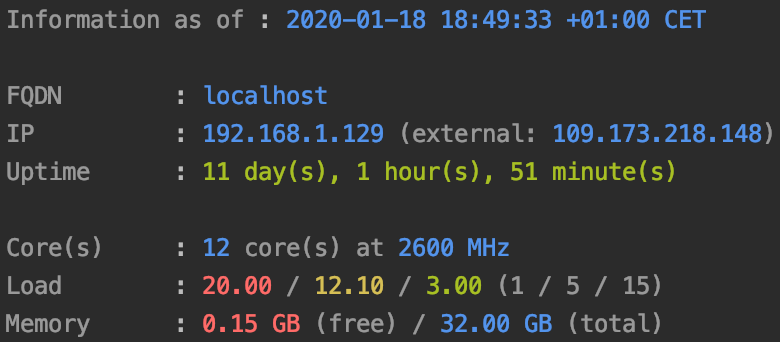 Information as of : 2020-01-18 18:49:33 +01:00 CET
FQDN : localhost
IP : 192.168.1.129 (external: 109.173.218.148)
Uptime : 11 day(s), 1 hour(s), 51 minute(s)
Core(s) : 12 core(s) at 2600 MHz
Load : 20.00 / 12.10 / 3.00 (1 / 5 / 15)
Memory : 0.15 GB (free) / 32.00 GB (total)